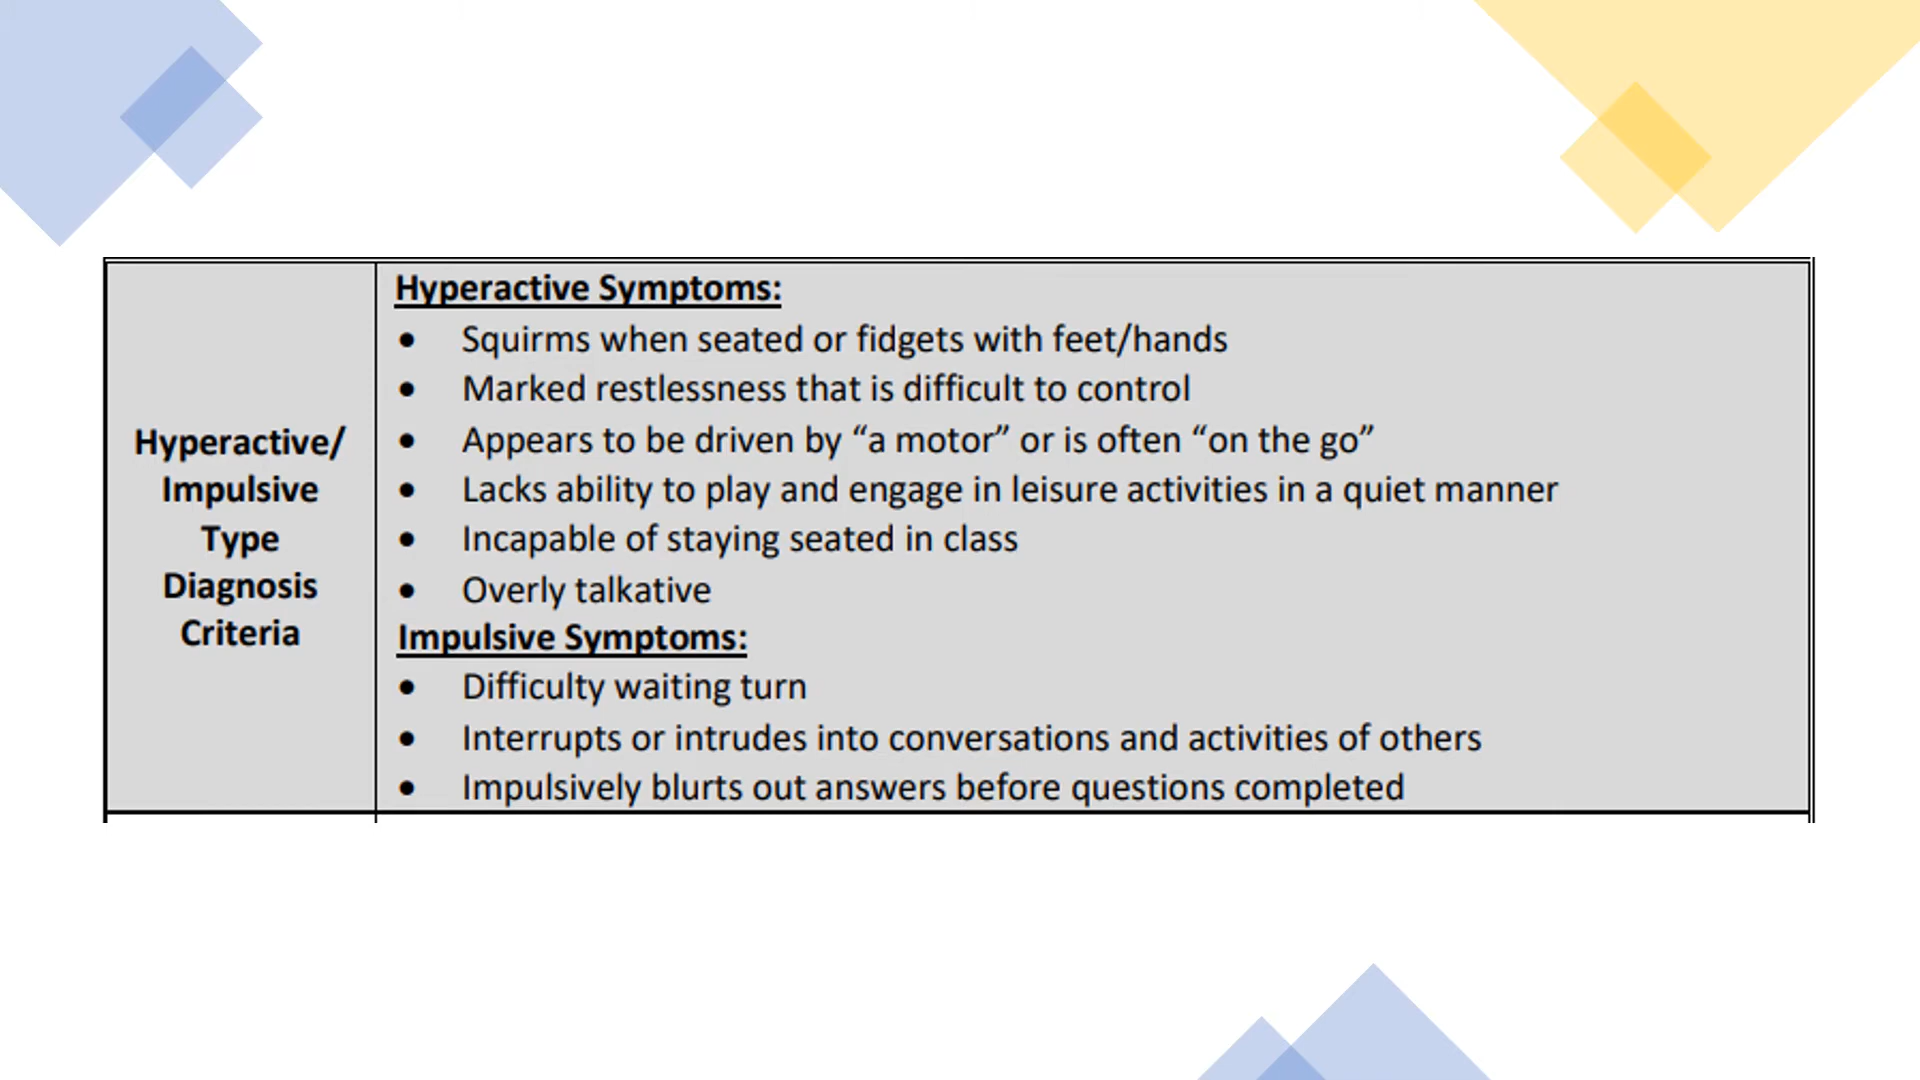 Hyperactive/
Impulsive
Type
Diagnosis
Criteria
Hyperactive Symptoms:
• Squirms when seated or fidgets with feet/hands
• Marked restlessness that is difficult to control
• Appears to be driven by “a motor” or is often “on the go”
• Lacks ability to play and engage in leisure activities in a quiet manner
• Incapable of staying seated in class
• Overly talkative
Impulsive Symptoms:
• Difficulty waiting turn
• Interrupts or intrudes into conversations and activities of others
• Impulsively blurts out answers before questions completed